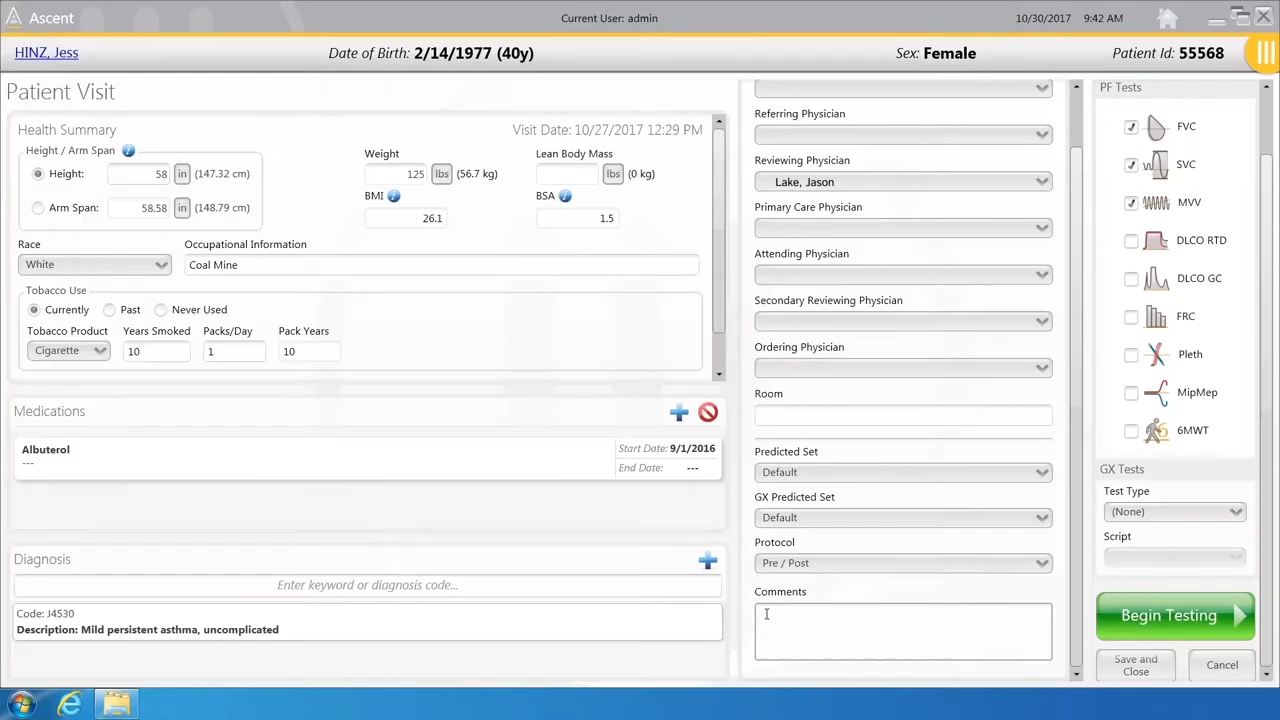 Ascent
Current User: admin
10/30/2017 9:42 AM
HINZ, Jess
Date of Birth: 2/14/1977 (40y)
Sex: Female
Patient Id: 55568
Patient Visit
Health Summary
Visit Date: 10/27/2017 12:29 PM
Height / Arm Span
Height: 58 in (147.32 cm)
Arm Span: 58.58 in (148.79 cm)
Weight
125 lbs (56.7 kg)
Lean Body Mass
lbs (0 kg)
BMI
26.1
BSA
1.5
Race
White
Occupational Information
Coal Mine
Tobacco Use
Currently Past Never Used
Tobacco Product Years Smoked Packs/Day Pack Years
Cigarette 10 1 10
Medications
Albuterol
---
Start Date: 9/1/2016
End Date: ---
Diagnosis
Enter keyword or diagnosis code...
Code: J4530
Description: Mild persistent asthma, uncomplicated
Referring Physician
Reviewing Physician
Lake, Jason
Primary Care Physician
Attending Physician
Secondary Reviewing Physician
Ordering Physician
Room
Predicted Set
Default
GX Predicted Set
Default
Protocol
Pre / Post
Comments
PF Tests
FVC
SVC
MVV
DLCO RTD
DLCO GC
FRC
Pleth
MipMep
6MWT
GX Tests
Test Type
(None)
Script
Begin Testing
Save and
Close
Cancel